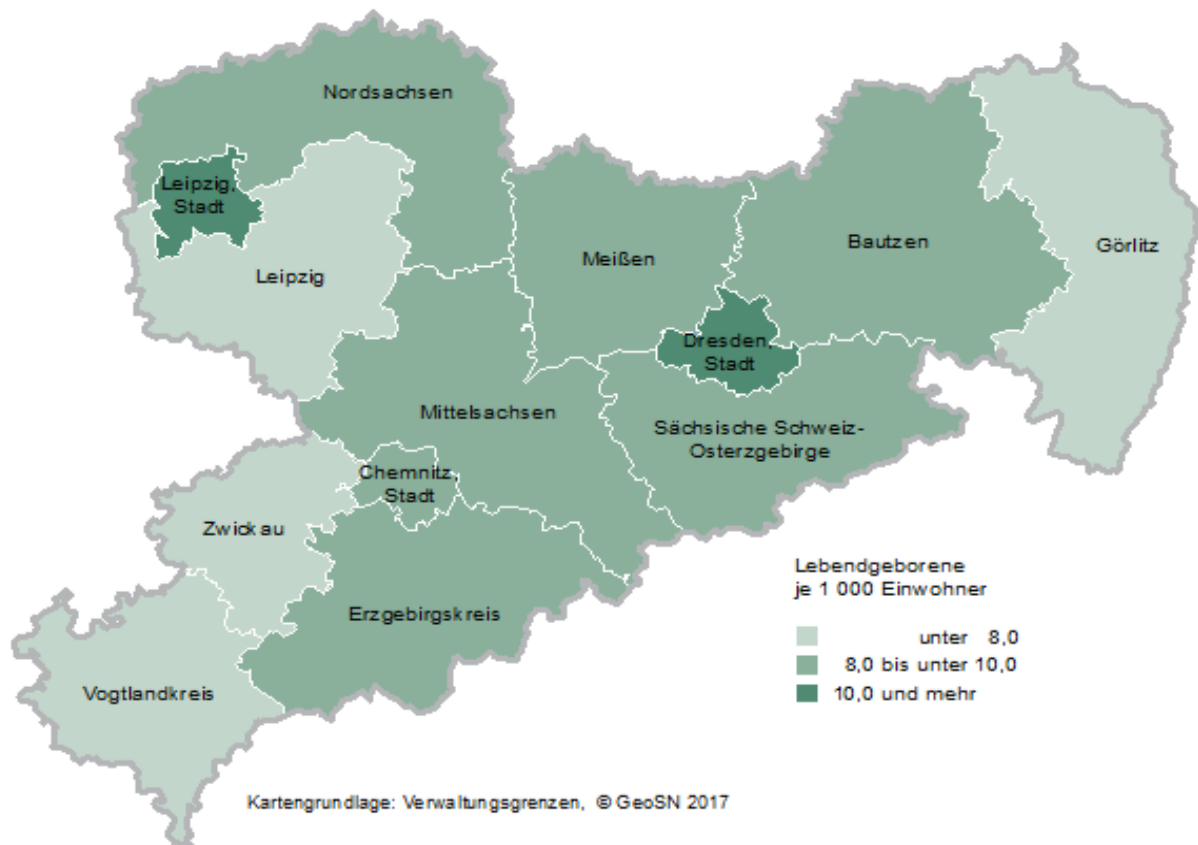 Nordsachsen
Leipzig,
Stadt
Leipzig
Meißen
Bautzen
Görlitz
Dresden,
Stadt
Mittelsachsen
Sächsische Schweiz-
Osterzgebirge
Chemnitz,
Stadt
Zwickau
Erzgebirgskreis
Vogtlandkreis
Lebendgeborene
je 1 000 Einwohner
unter 8,0
8,0 bis unter 10,0
10,0 und mehr
Kartengrundlage: Verwaltungsgrenzen, © GeoSN 2017